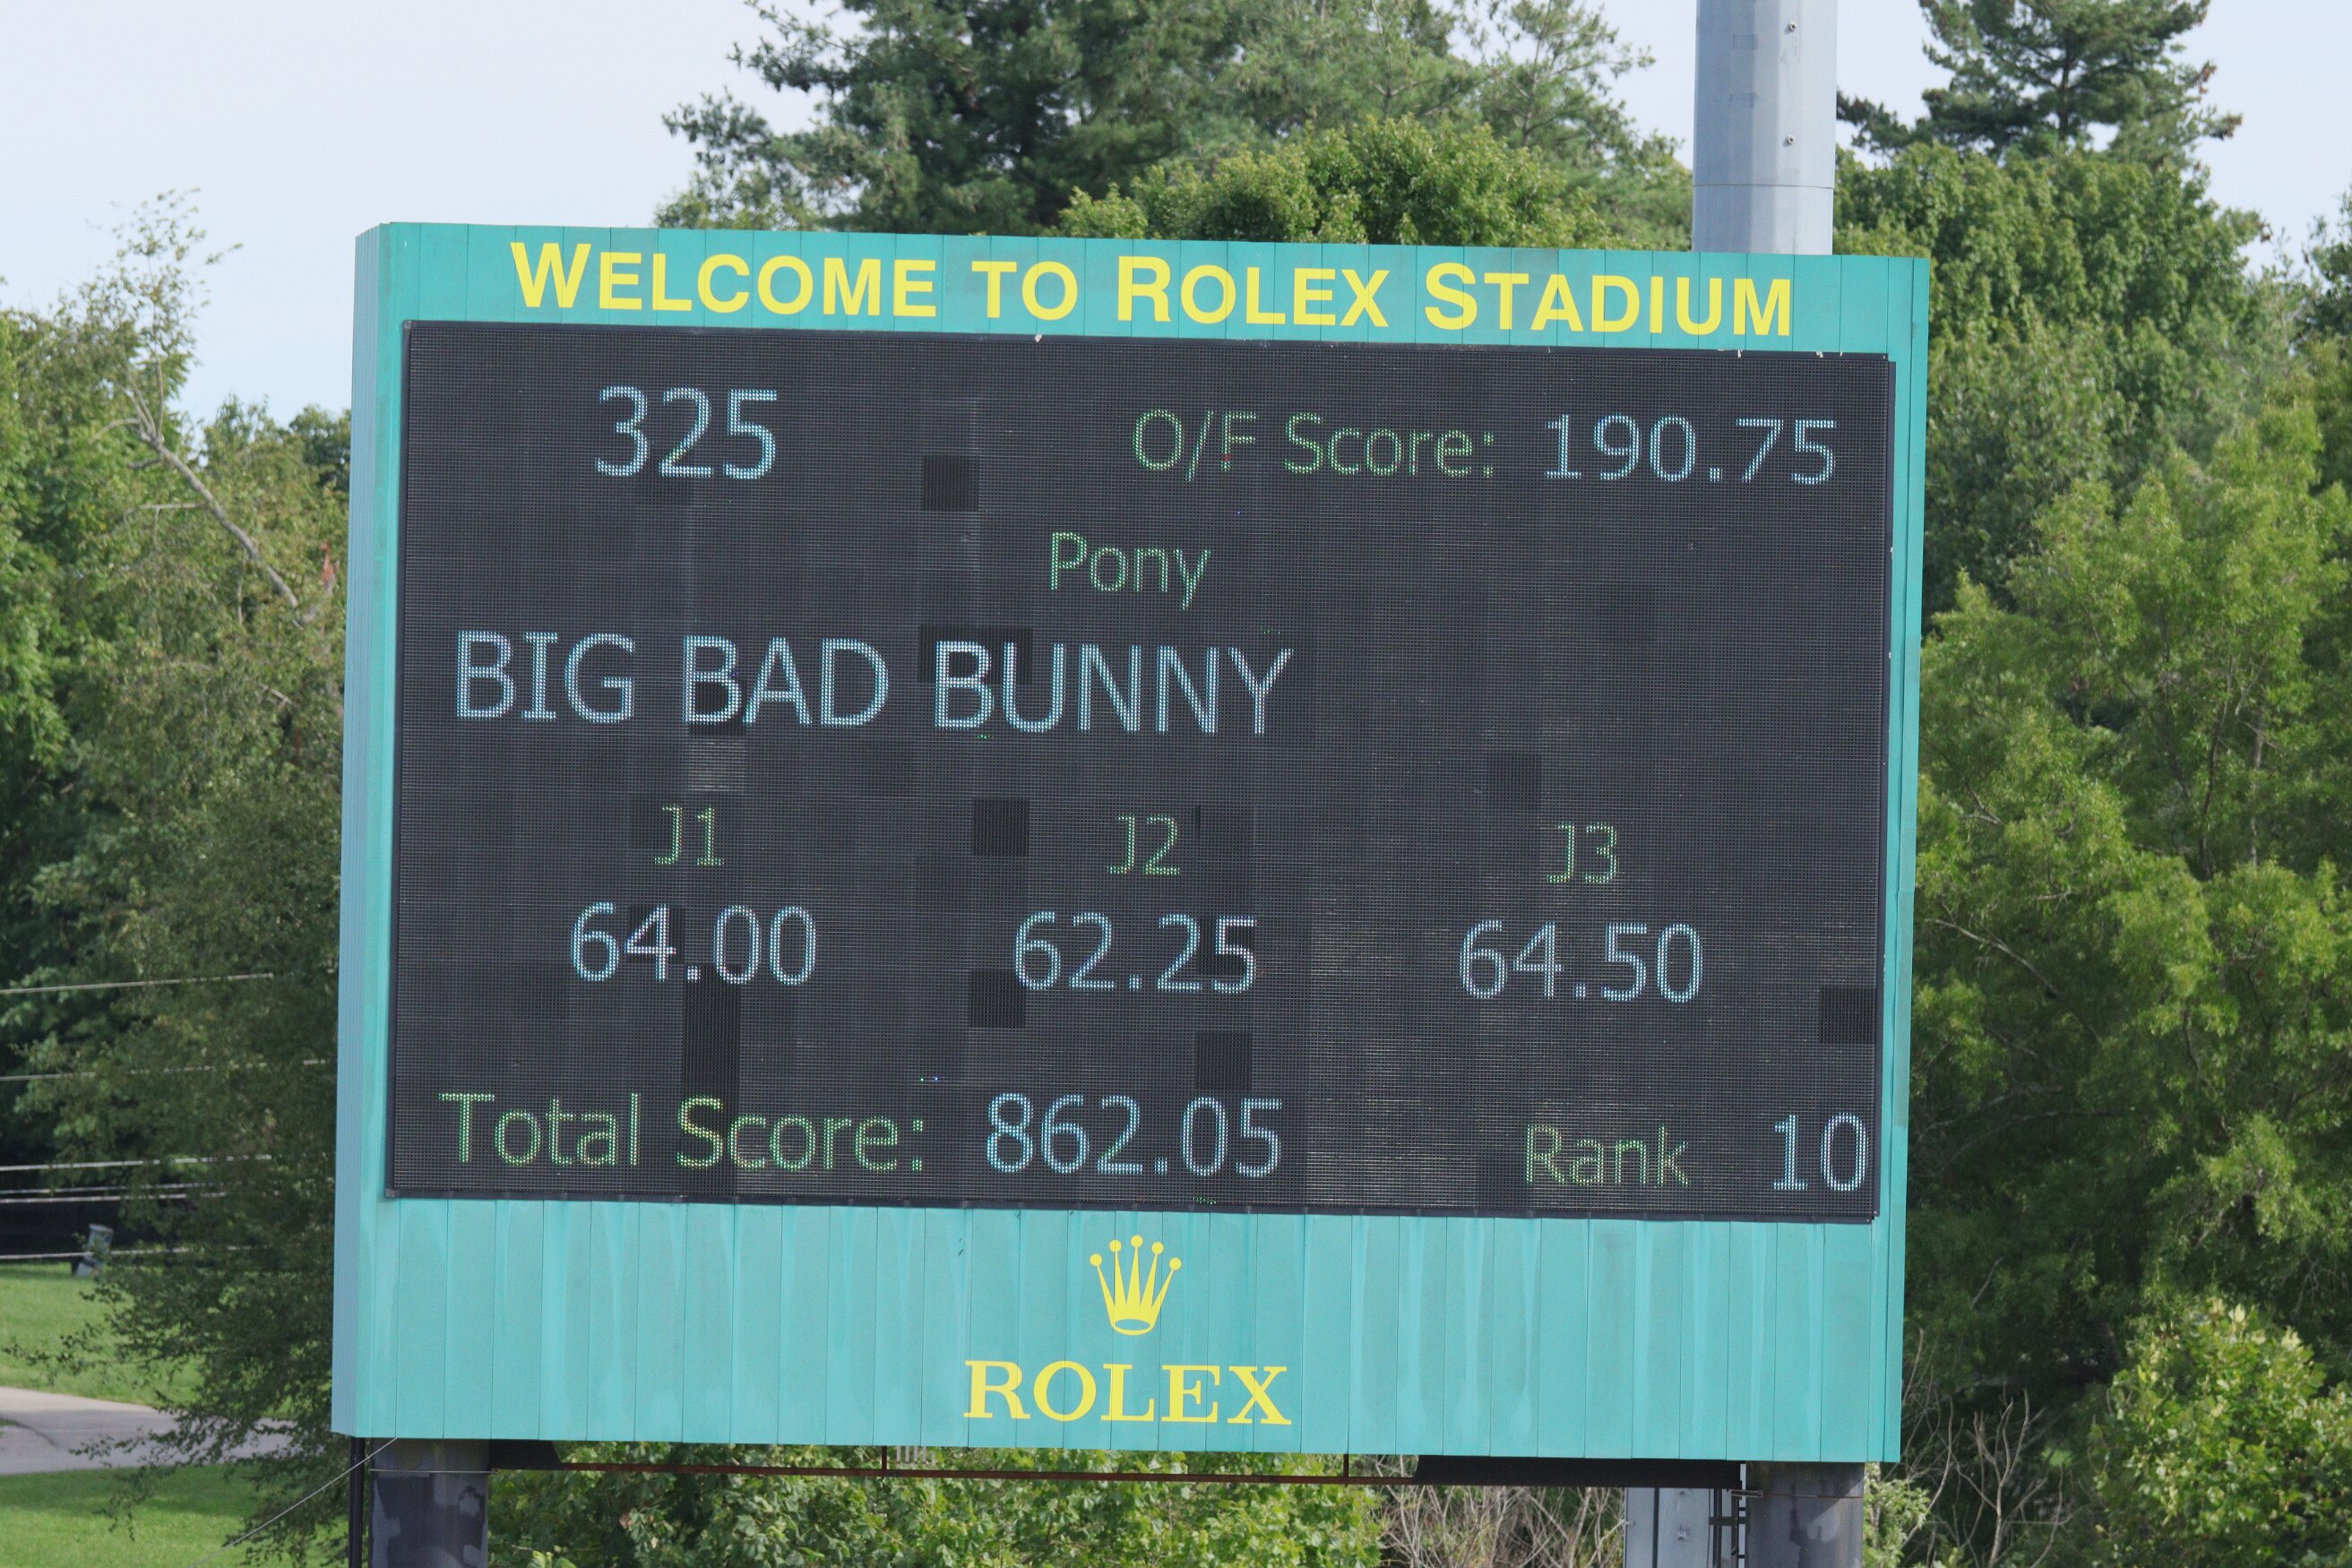 WELCOME TO ROLEX STADIUM
325 O/F Score: 190.75
Pony
BIG BAD BUNNY
J1 J2 J3
64.00 62.25 64.50
Total Score: 862.05 Rank 10
ROLEX